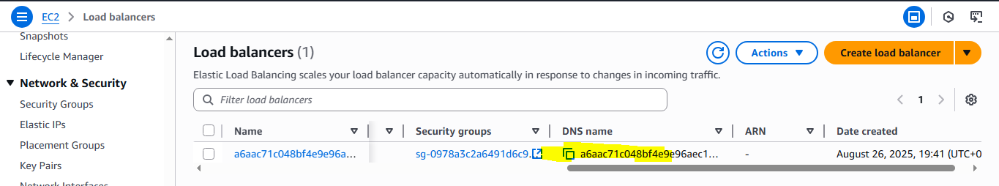 EC2 > Load balancers
Snapshots
Lifecycle Manager
Network & Security
Security Groups
Elastic IPs
Placement Groups
Key Pairs
Network Interfaces
Load balancers (1)
Actions
Create load balancer
Elastic Load Balancing scales your load balancer capacity automatically in response to changes in incoming traffic.
Filter load balancers
1
Name Security groups DNS name ARN Date created
a6aac71c048bf4e9e96a... sg-0978a3c2a6491d6c9 a6aac71c048bf4e9e96aec1... - August 26, 2025, 19:41 (UTC+0